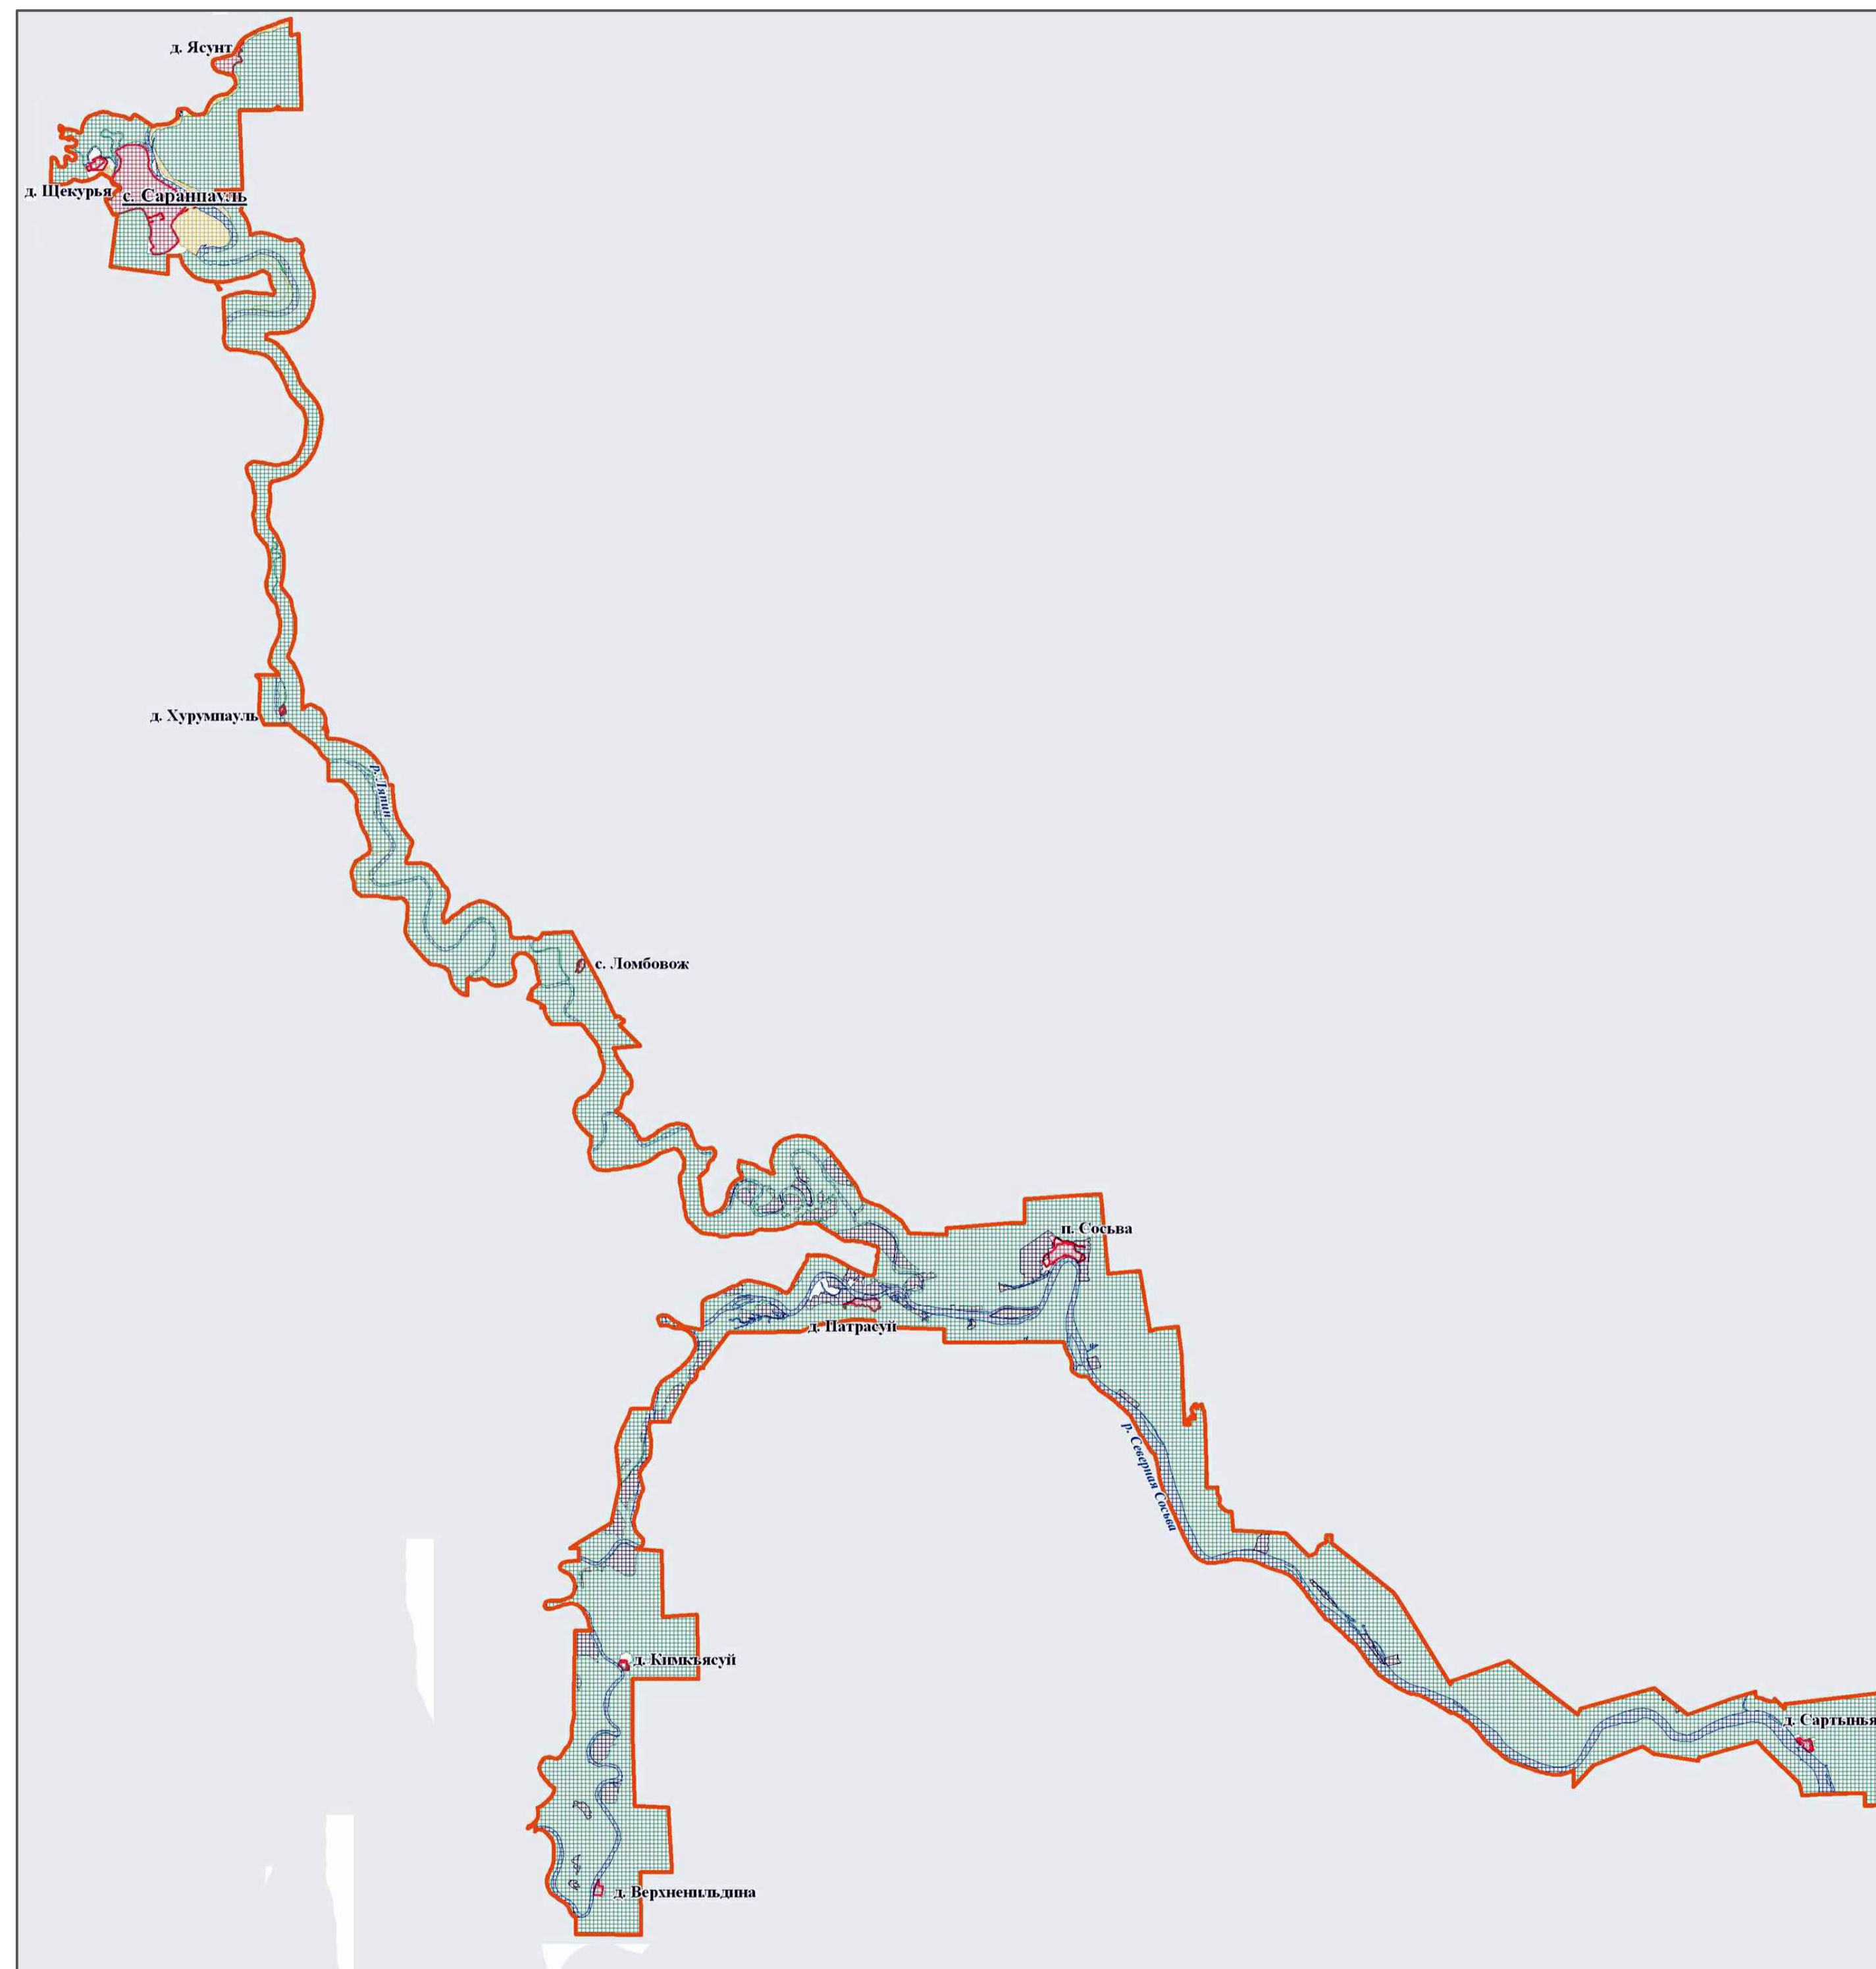 д. Ясунт
д. Щекурья
с. Саранпауль
д. Хурумпауль
р. Ляпин
с. Ломбовож
п. Сосьва
д. Патрасуй
р. Северная Сосьва
д. Кимкъясуй
д. Сартынья
д. Верхненильдина